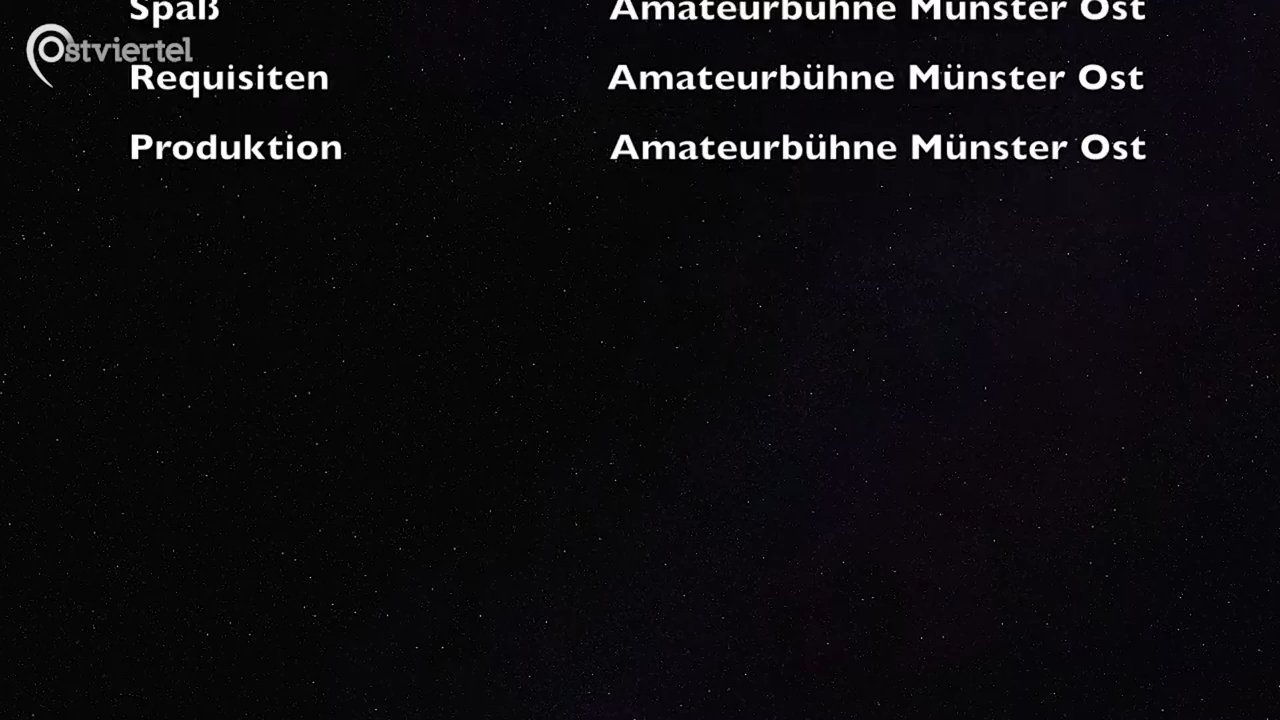 Spaß Amateurbühne Münster Ost
Ostviertel
Requisiten Amateurbühne Münster Ost
Produktion Amateurbühne Münster Ost